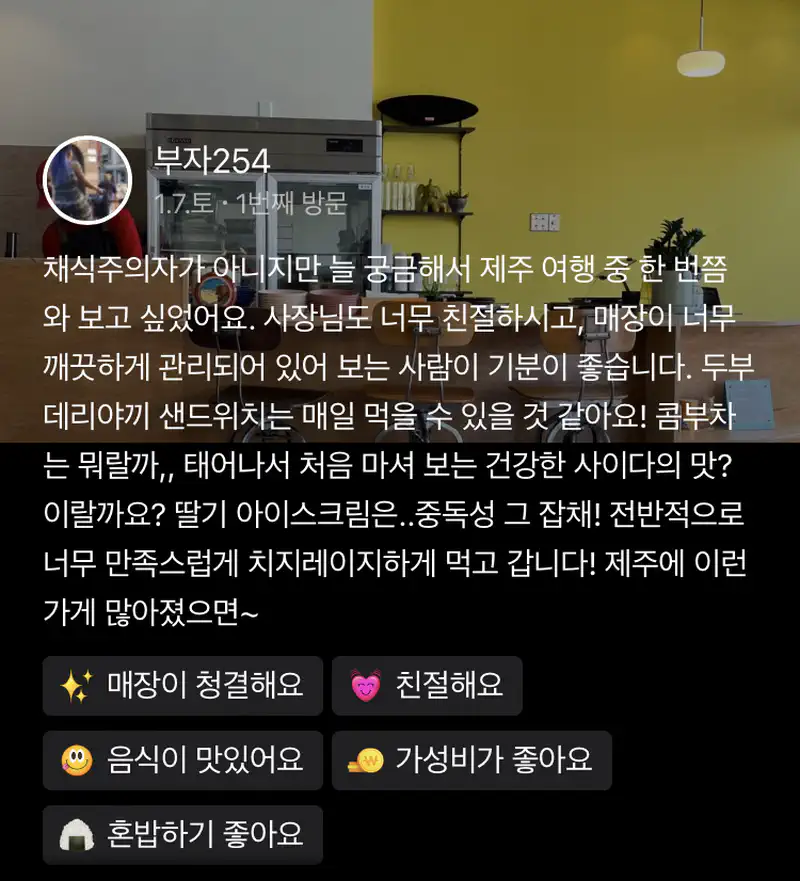 부자254
1.7.토 · 1번째 방문
채식주의자가 아니지만 늘 궁금해서 제주 여행 중 한 번쯤
와 보고 싶었어요. 사장님도 너무 친절하시고, 매장이 너무
깨끗하게 관리되어 있어 보는 사람이 기분이 좋습니다. 두부
데리야끼 샌드위치는 매일 먹을 수 있을 것 같아요! 콤부차
는 뭐랄까,, 태어나서 처음 마셔 보는 건강한 사이다의 맛?
이랄까요? 딸기 아이스크림은..중독성 그 잡채! 전반적으로
너무 만족스럽게 치지레이지하게 먹고 갑니다! 제주에 이런
가게 많아졌으면~
매장이 청결해요
친절해요
음식이 맛있어요
가성비가 좋아요
혼밥하기 좋아요